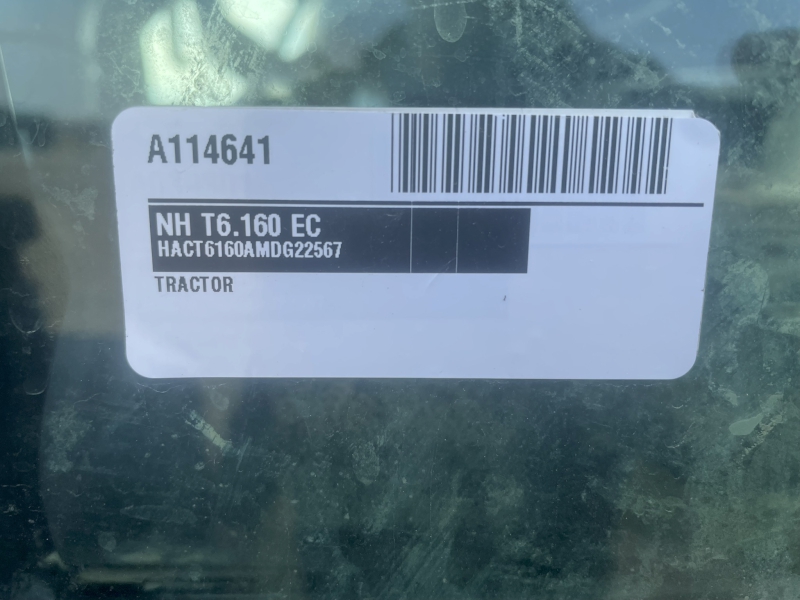 A114641
NH T6.160 EC
HACT6160AMDG22567
TRACTOR